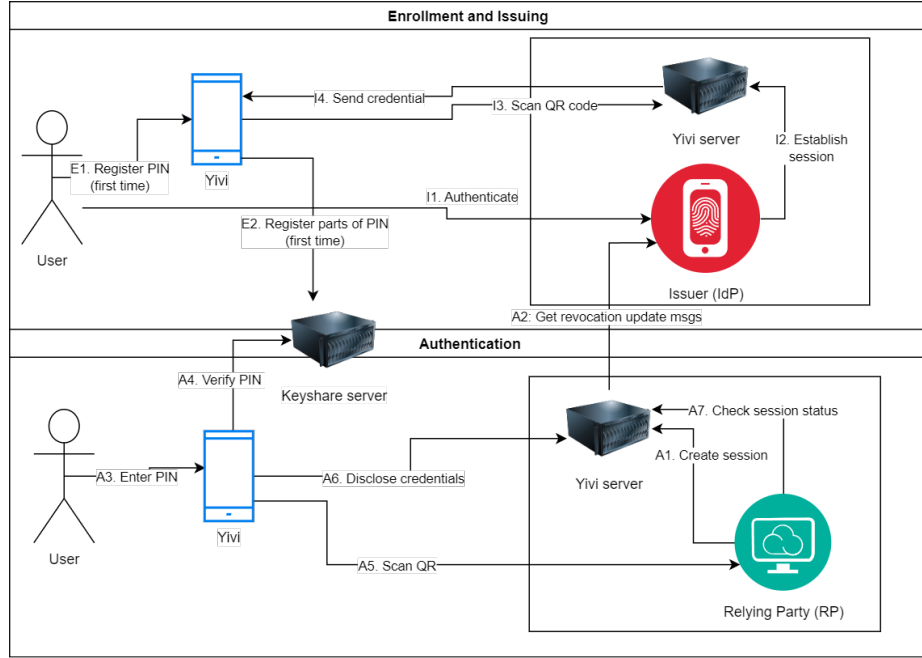 Enrollment and Issuing
I4. Send credential
I3. Scan QR code
Yivi server
I2. Establish
session
E1. Register PIN
(first time)
Yivi
I1. Authenticate
E2. Register parts of PIN
(first time)
User
Issuer (IdP)
A2: Get revocation update msgs
Authentication
A4. Verify PIN
Keyshare server
A7. Check session status
A1. Create session
A3. Enter PIN
A6. Disclose credentials
Yivi server
Yivi
User
A5. Scan QR
Relying Party (RP)